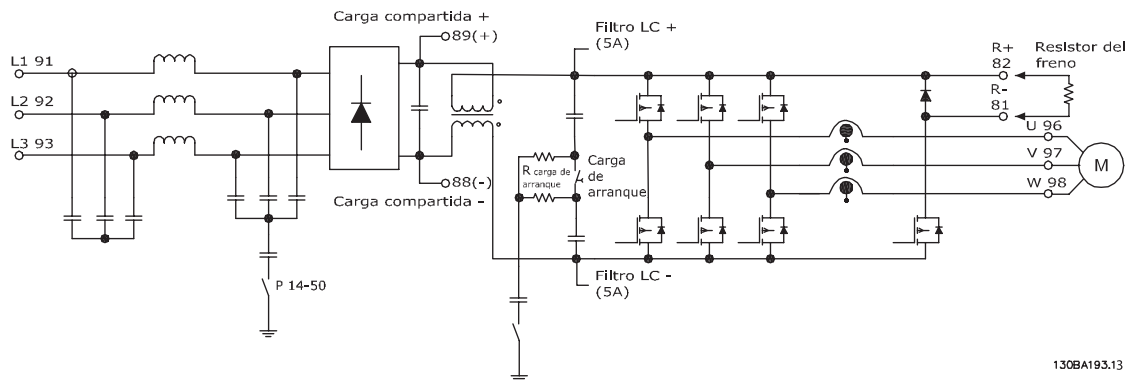 Carga compartida +
89(+)
Filtro LC +
(5A)
L1 91
L2 92
L3 93
R+
82
R-
81
Resistor del
freno
U 96
V 97
W 98
M
R carga de
arranque
Carga
de
arranque
88(-)
Carga compartida -
P 14-50
Filtro LC -
(5A)
130BA193.13